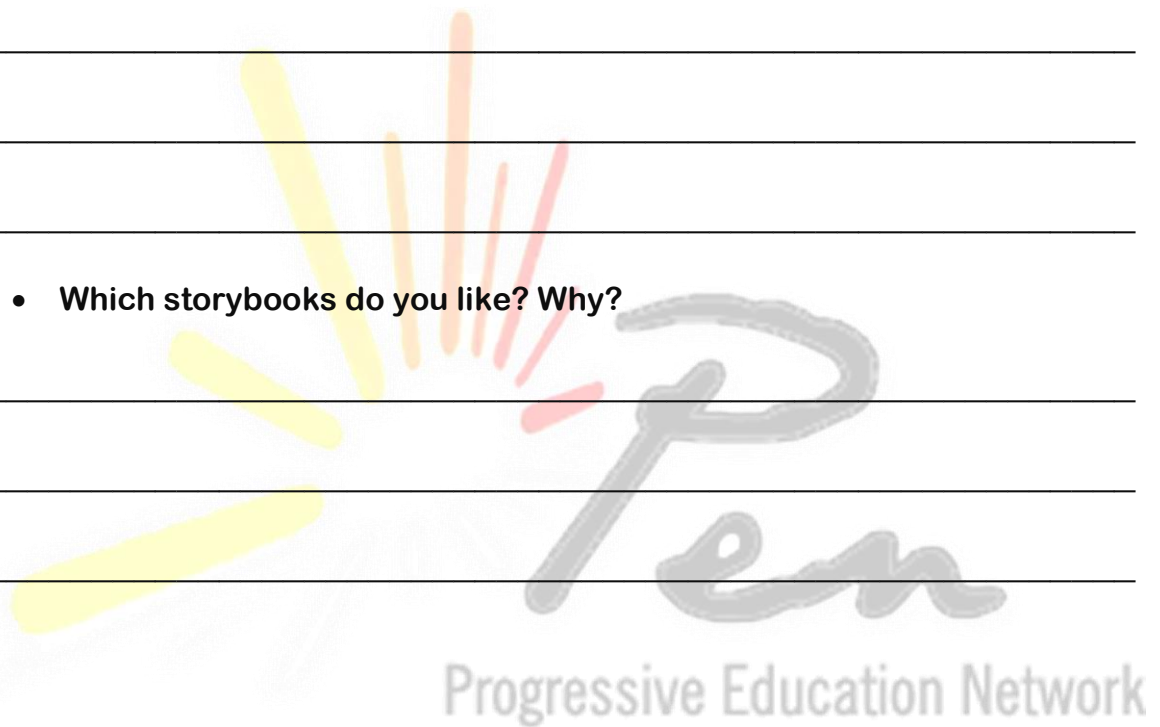 • Which storybooks do you like? Why?
Pen
Progressive Education Network